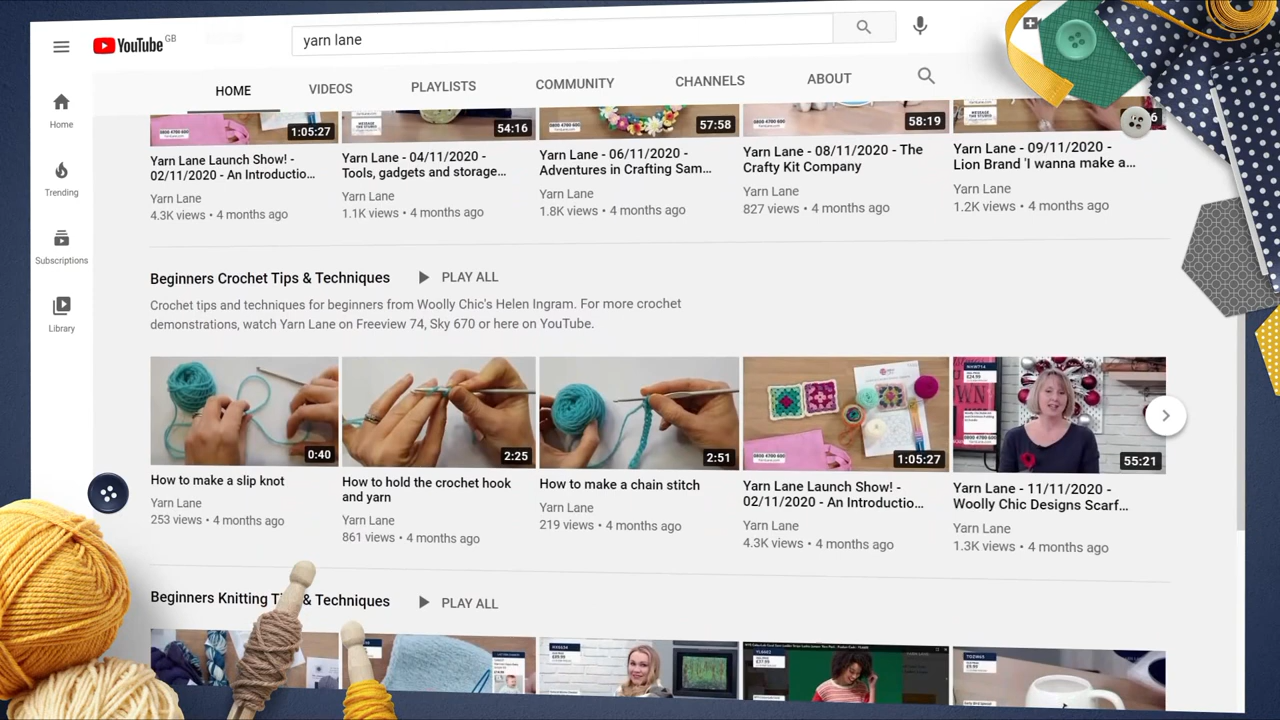 YouTube GB
yarn lane
HOME VIDEOS PLAYLISTS COMMUNITY CHANNELS ABOUT
Home
Trending
Subscriptions
Library
1:05:27
54:16
57:58
58:19
Yarn Lane Launch Show! -
02/11/2020 - An Introductio...
Yarn Lane
4.3K views • 4 months ago
Yarn Lane - 04/11/2020 -
Tools, gadgets and storage...
Yarn Lane
1.1K views • 4 months ago
Yarn Lane - 06/11/2020 -
Adventures in Crafting Sam...
Yarn Lane
1.8K views • 4 months ago
Yarn Lane - 08/11/2020 - The
Crafty Kit Company
Yarn Lane
827 views • 4 months ago
Yarn Lane - 09/11/2020 -
Lion Brand 'I wanna make a...
Yarn Lane
1.2K views • 4 months ago
Beginners Crochet Tips & Techniques PLAY ALL
Crochet tips and techniques for beginners from Woolly Chic's Helen Ingram. For more crochet
demonstrations, watch Yarn Lane on Freeview 74, Sky 670 or here on YouTube.
0:40
2:25
2:51
1:05:27
55:21
How to make a slip knot
Yarn Lane
253 views • 4 months ago
How to hold the crochet hook
and yarn
Yarn Lane
861 views • 4 months ago
How to make a chain stitch
Yarn Lane
219 views • 4 months ago
Yarn Lane Launch Show! -
02/11/2020 - An Introductio...
Yarn Lane
4.3K views • 4 months ago
Yarn Lane - 11/11/2020 -
Woolly Chic Designs Scarf...
Yarn Lane
1.3K views • 4 months ago
Beginners Knitting & Techniques PLAY ALL